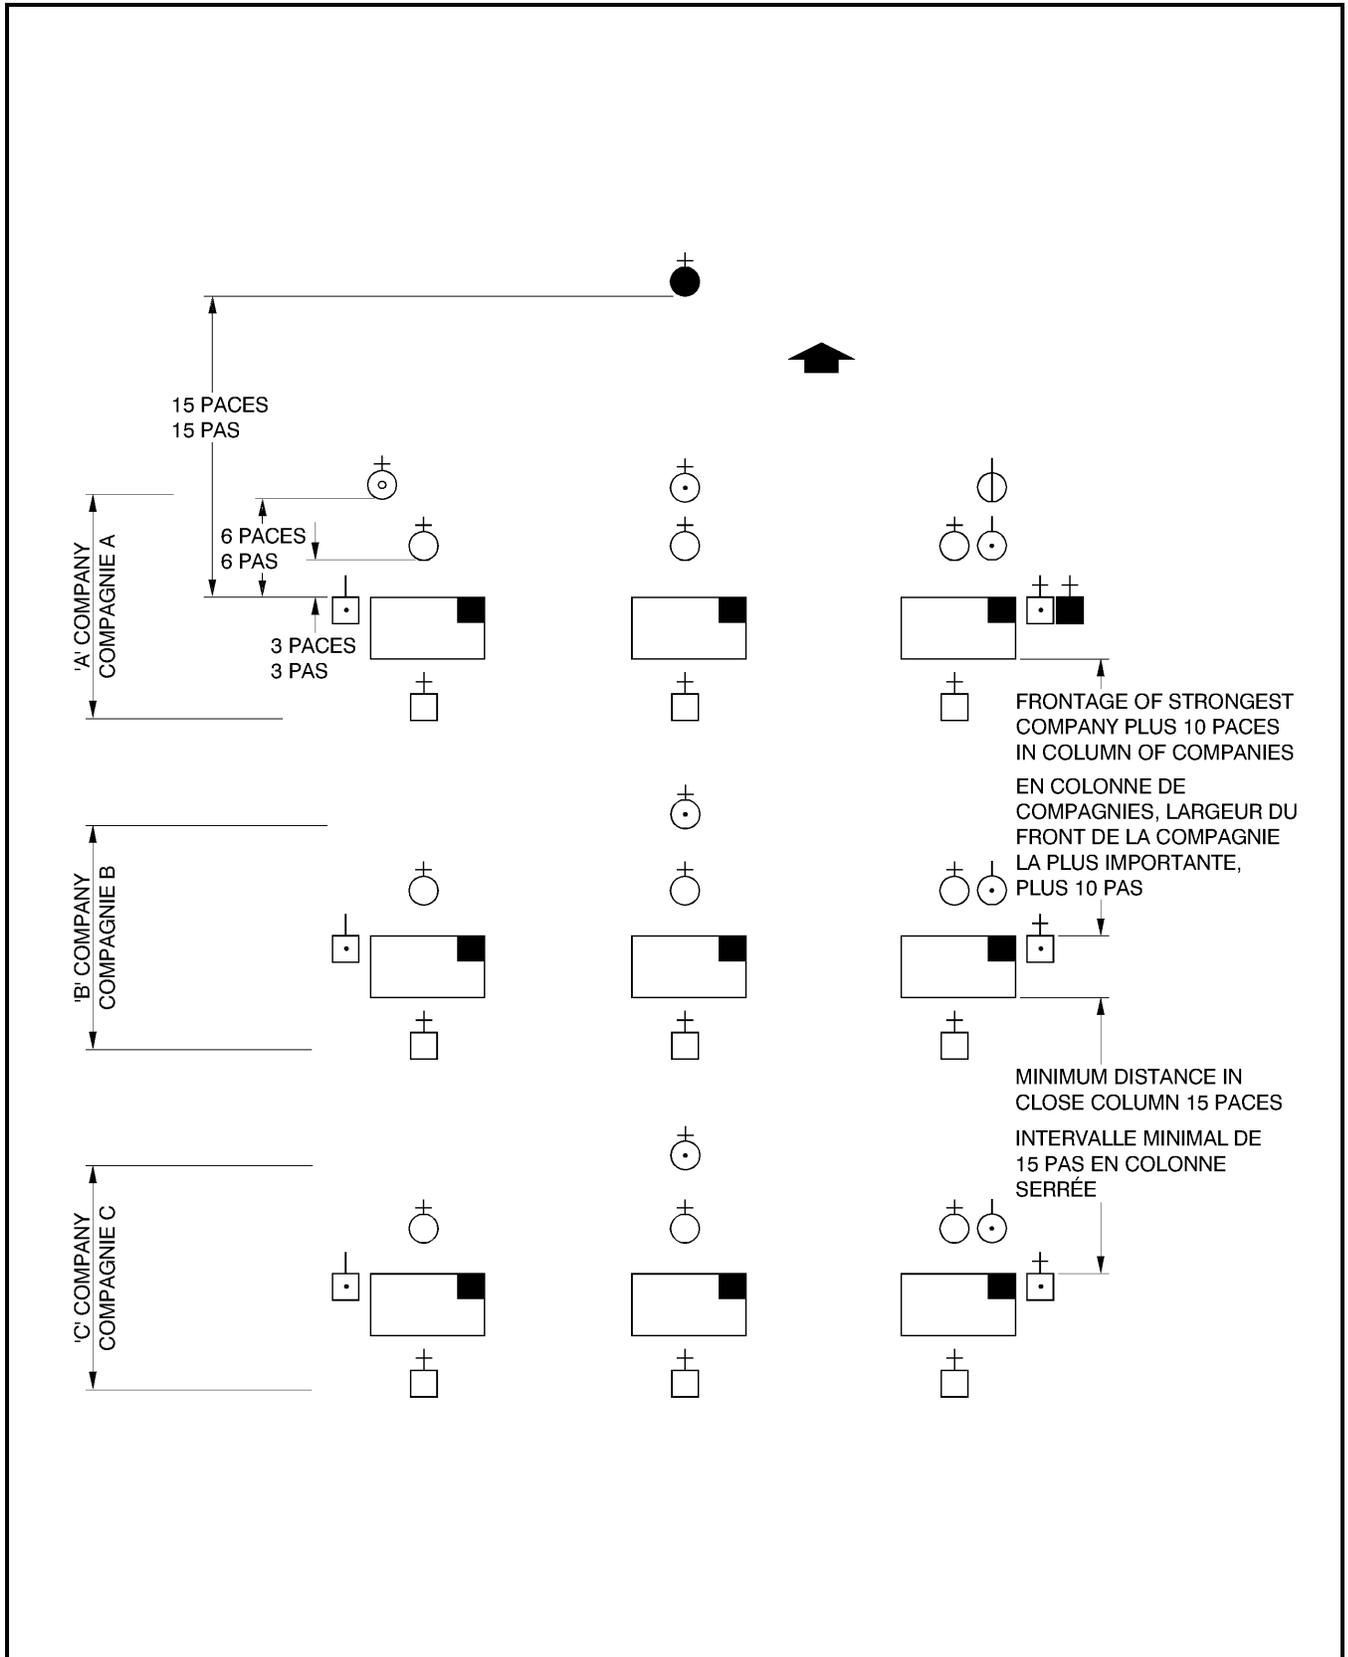 15 PACES
15 PAS
6 PACES
6 PAS
'A' COMPANY
COMPAGNIE A
3 PACES
3 PAS
FRONTAGE OF STRONGEST
COMPANY PLUS 10 PACES
IN COLUMN OF COMPANIES
EN COLONNE DE
COMPAGNIES, LARGEUR DU
FRONT DE LA COMPAGNIE
LA PLUS IMPORTANTE,
PLUS 10 PAS
'B' COMPANY
COMPAGNIE B
MINIMUM DISTANCE IN
CLOSE COLUMN 15 PACES
INTERVALLE MINIMAL DE
15 PAS EN COLONNE
SERRÉE
'C' COMPANY
COMPAGNIE C